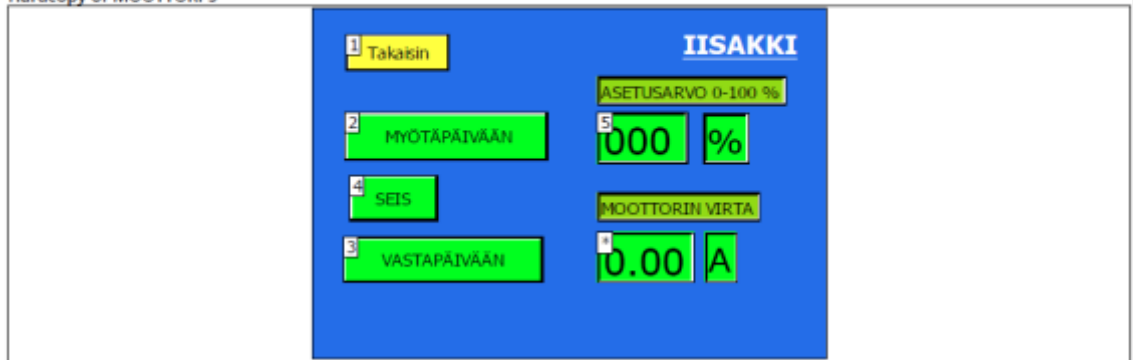 1 Takaisin
IISAKKI
ASETUSARVO 0-100 %
2 MYÖTÄPÄIVÄÄN
5 000 %
4 SEIS
MOOTTORIN VIRTA
3 VASTAPÄIVÄÄN
* 0.00 A